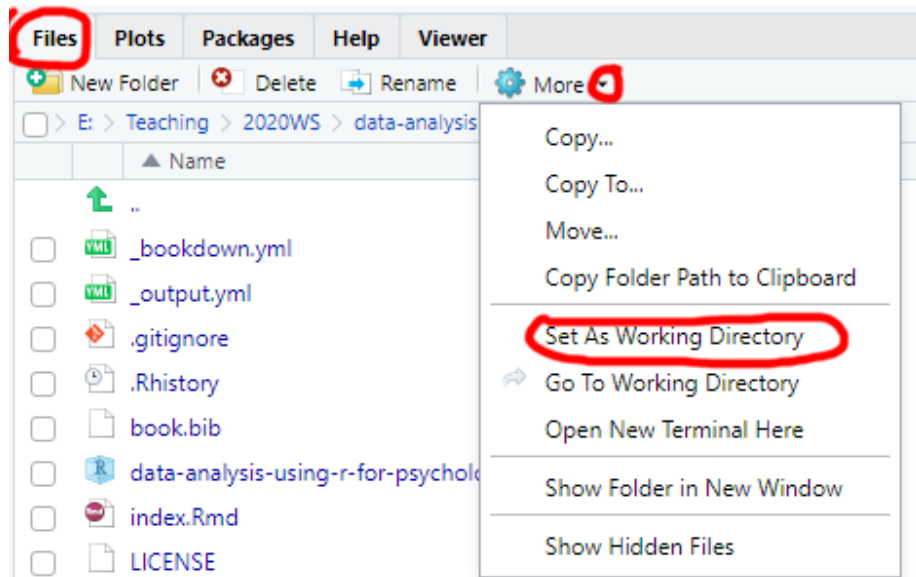 Files Plots Packages Help Viewer
New Folder Delete Rename More
E: > Teaching > 2020WS > data-analysis
Name
..
_bookdown.yml
_output.yml
.gitignore
.Rhistory
book.bib
data-analysis-using-r-for-psychol
index.Rmd
LICENSE
Copy...
Copy To...
Move...
Copy Folder Path to Clipboard
Set As Working Directory
Go To Working Directory
Open New Terminal Here
Show Folder in New Window
Show Hidden Files